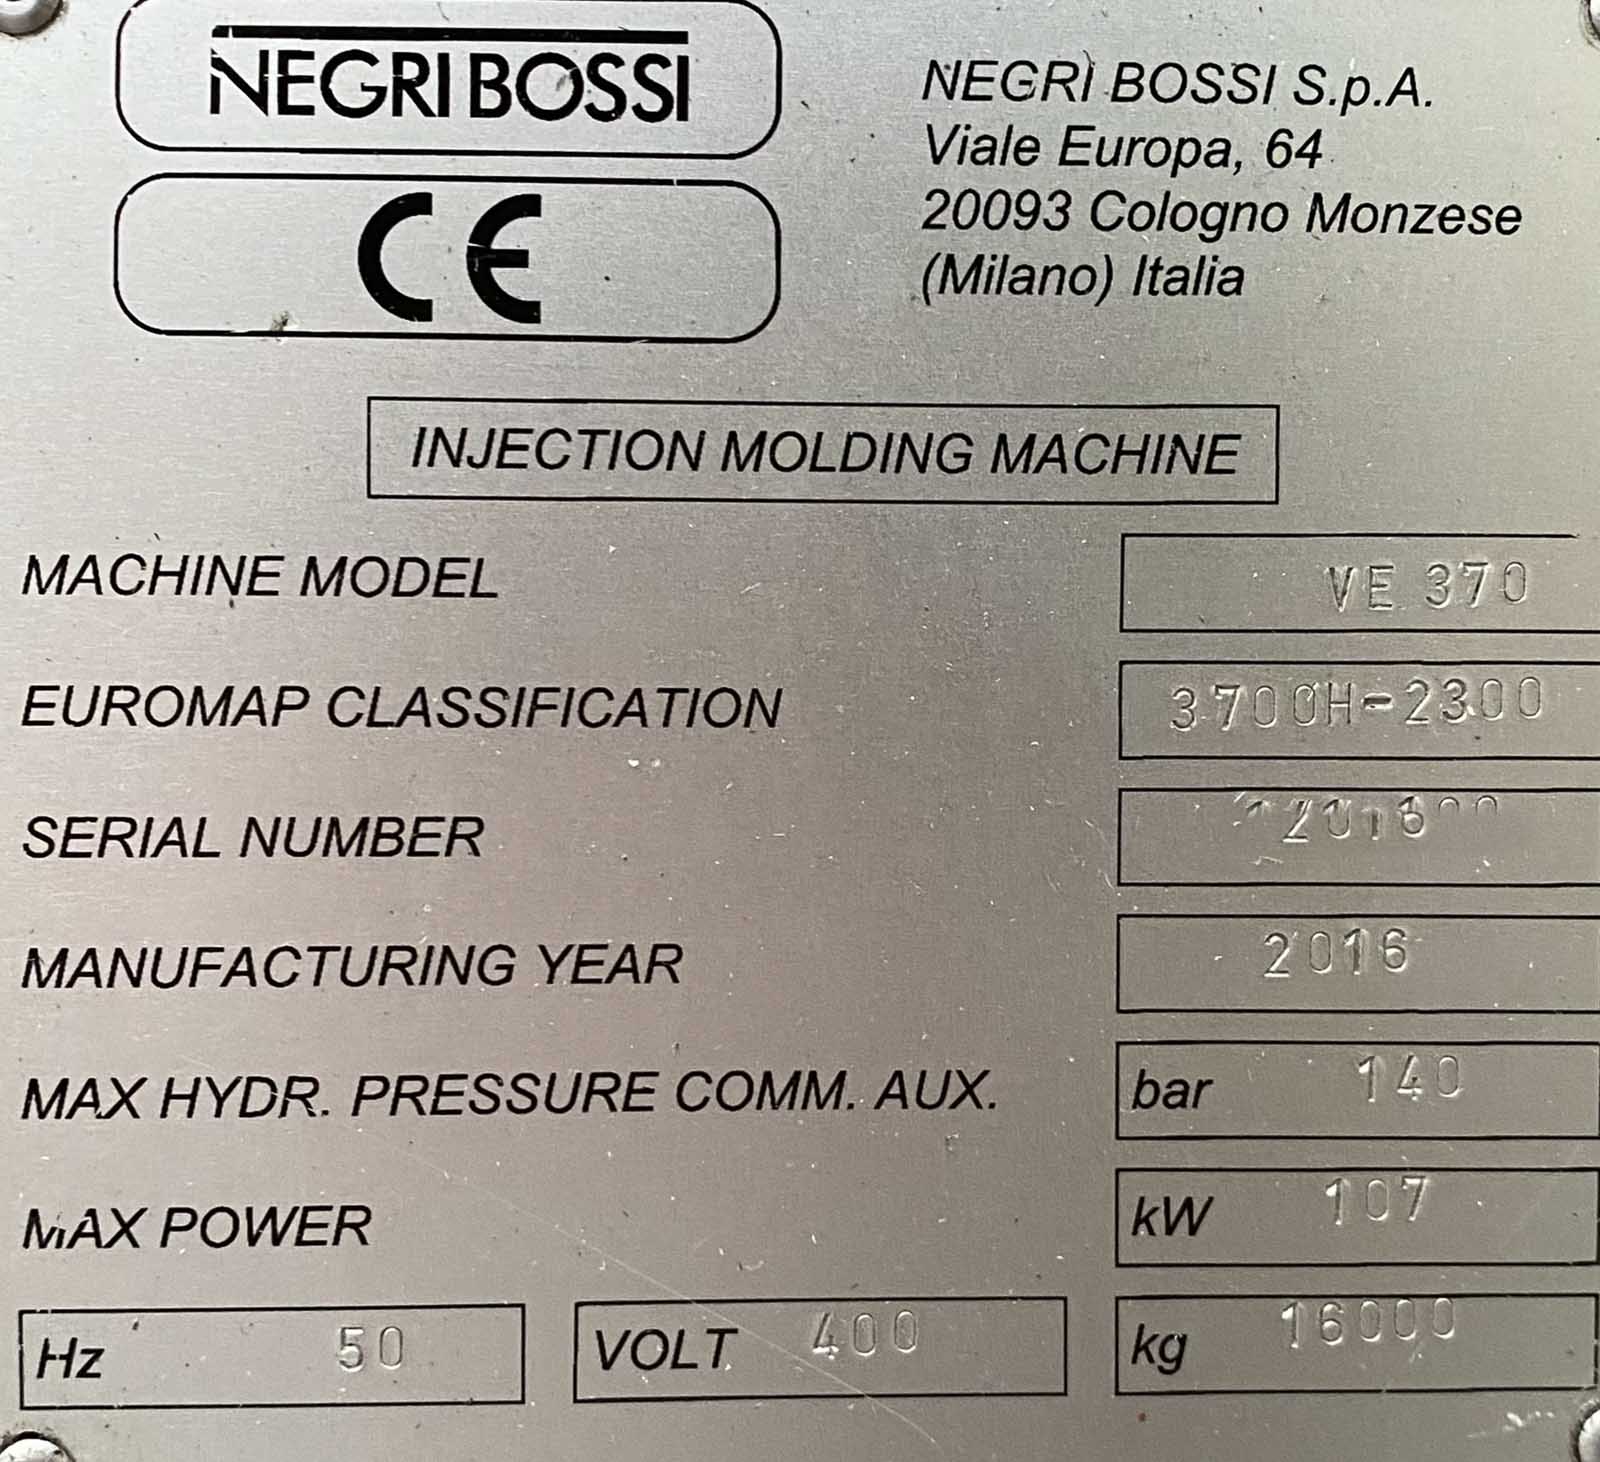 NEGRI BOSSI
NEGRI BOSSI S.p.A.
Viale Europa, 64
20093 Cologno Monzese
(Milano) Italia
CE
INJECTION MOLDING MACHINE
MACHINE MODEL VE 370
EUROMAP CLASSIFICATION 3700H-2300
SERIAL NUMBER
MANUFACTURING YEAR 2016
MAX HYDR. PRESSURE COMM. AUX. bar 140
MAX POWER kW 107
Hz 50 VOLT 400 kg 16000